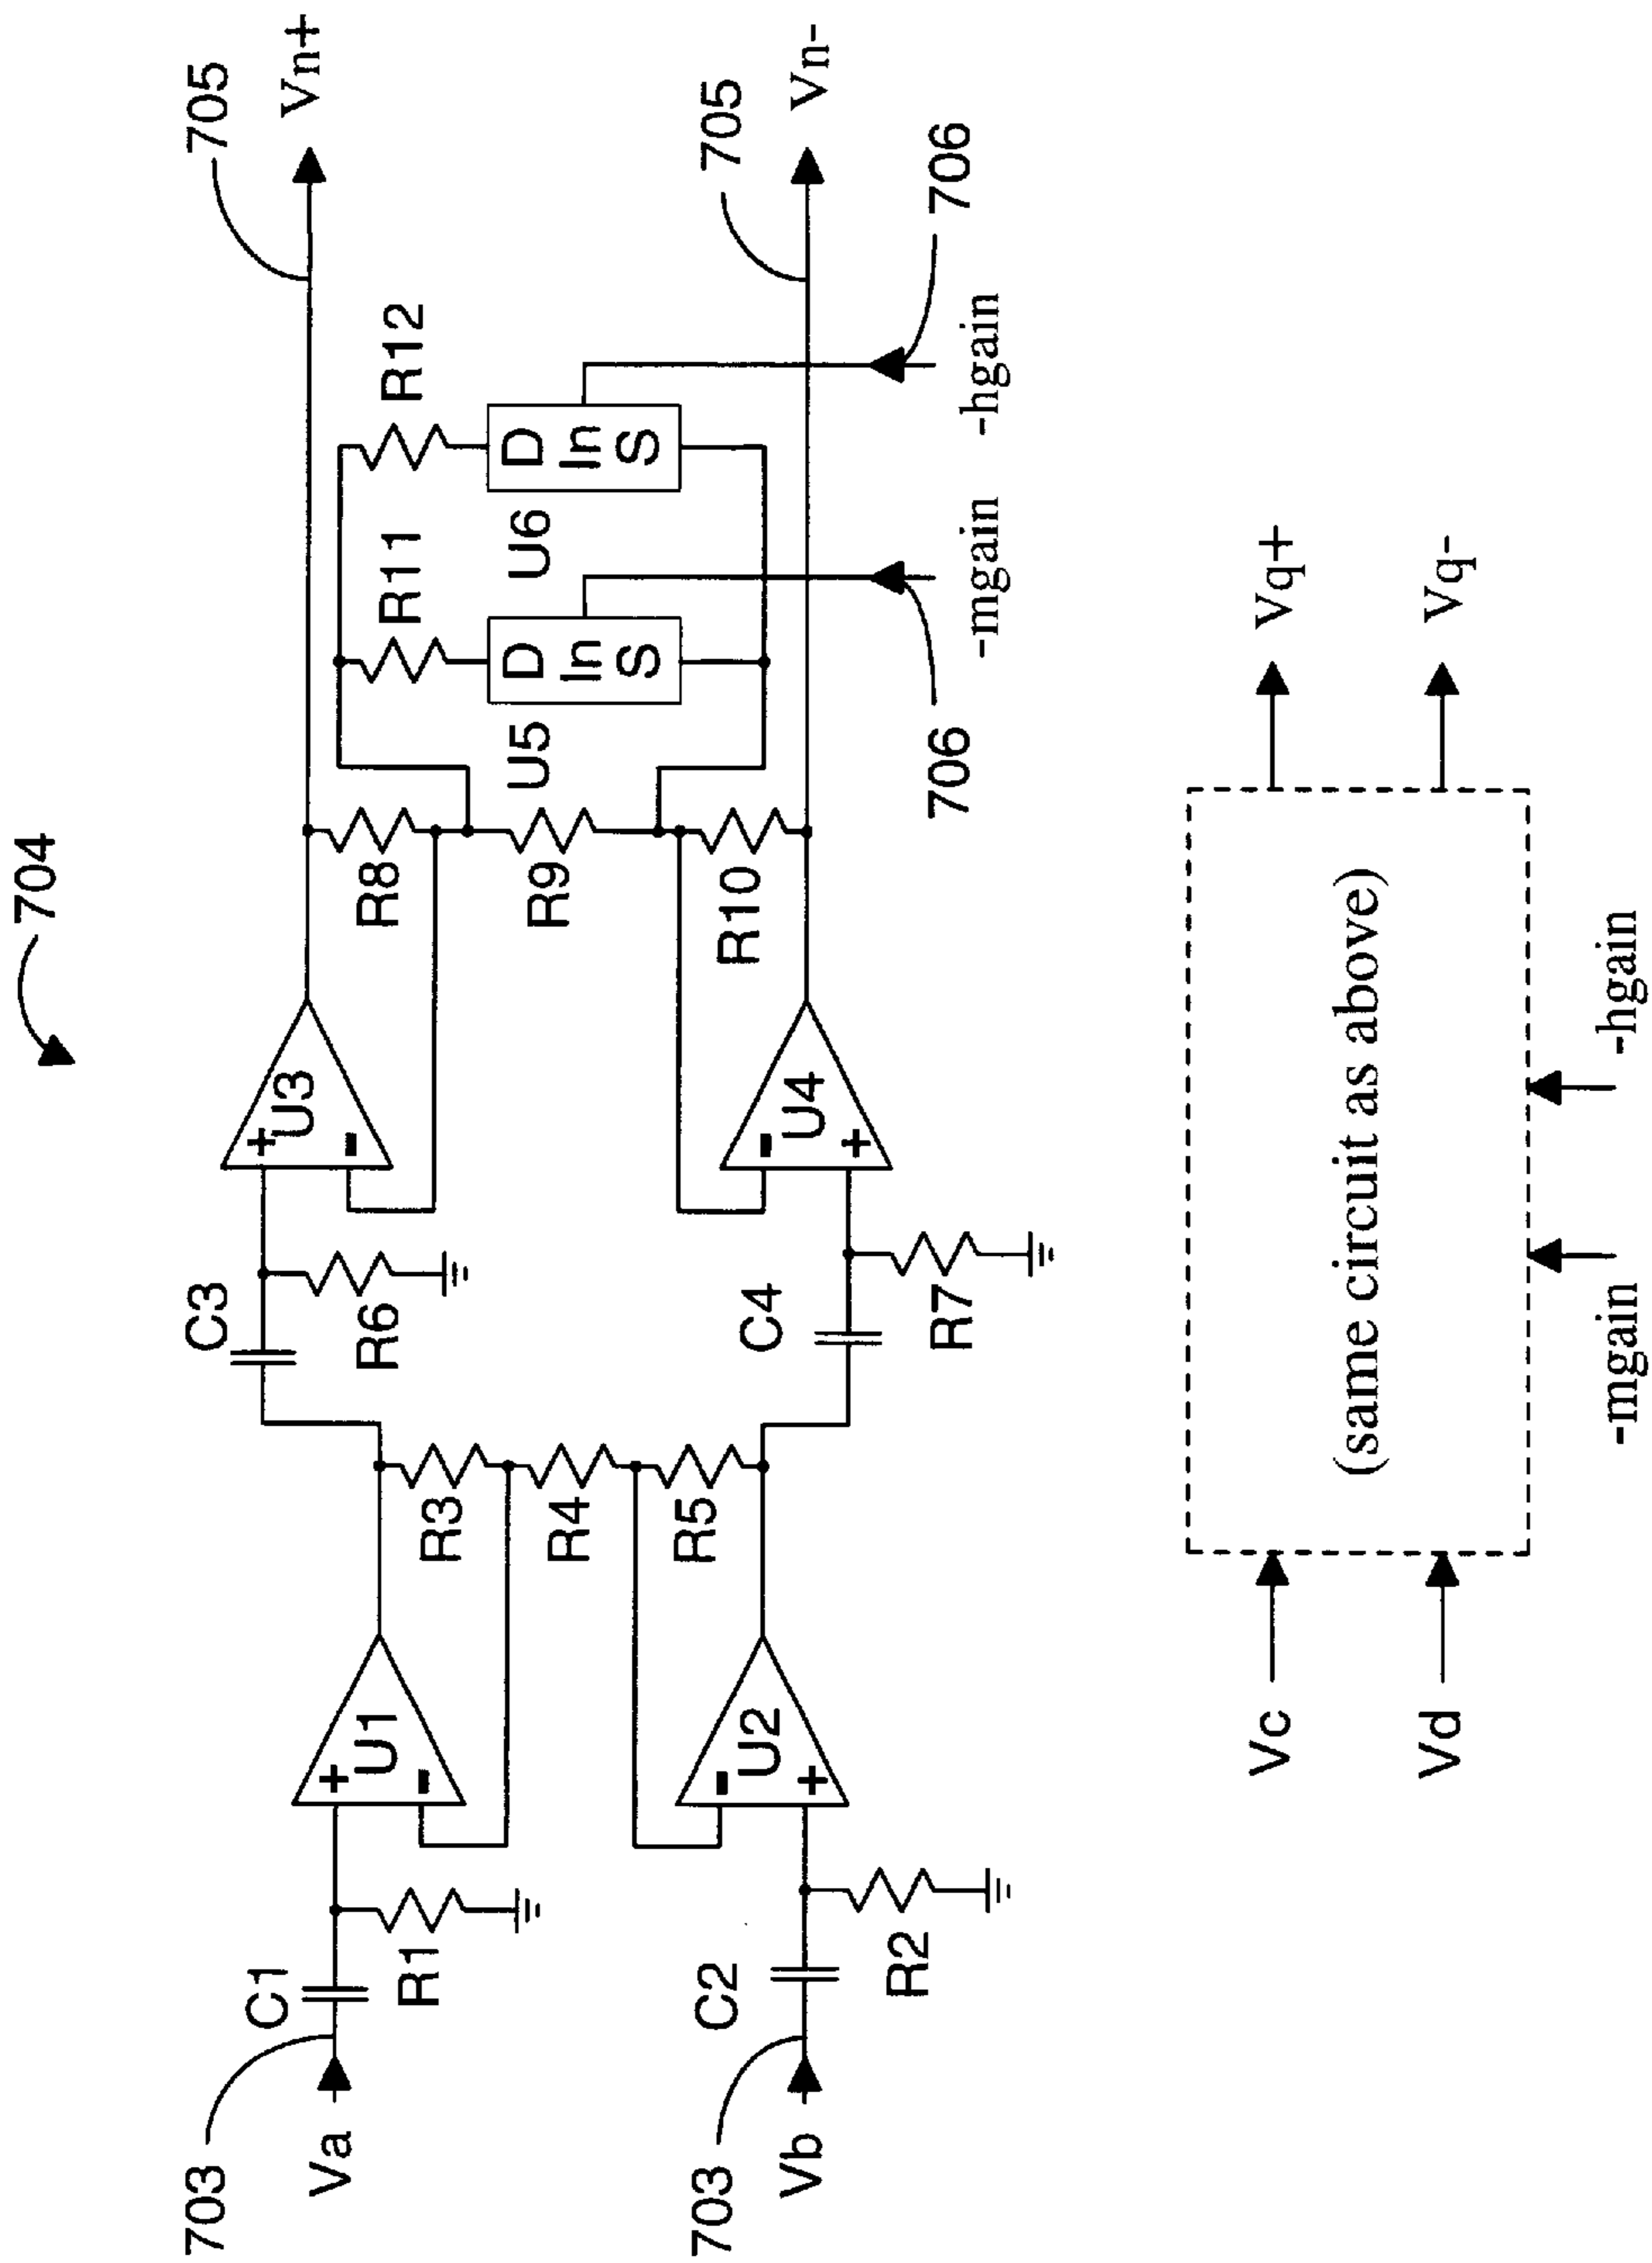 704
703
Va
C1
R1
+
U1
-
R3
R4
R5
C3
R6
+
U3
-
R8
R9
R10
705
Vn+
R11
R12
U5
D
In
S
U6
D
In
S
703
Vb
C2
R2
-
U2
+
C4
R7
-
U4
+
705
Vn-
706
-mgain
-hgain
706
Vc
Vd
(same circuit as above)
Vq+
Vq-
-mgain
-hgain